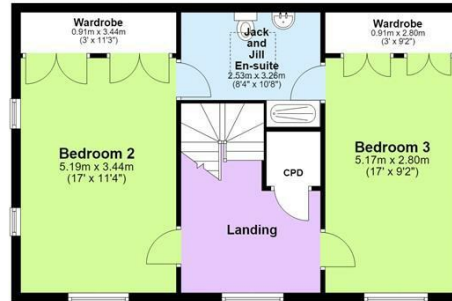 Wardrobe
0.91m x 3.44m
(3' x 11'3")
Jack
and
Jill
En-suite
2.53m x 3.26m
(8'4" x 10'8")
Wardrobe
0.91m x 2.80m
(3' x 9'2")
Bedroom 2
5.19m x 3.44m
(17' x 11'4")
CPD
Bedroom 3
5.17m x 2.80m
(17' x 9'2")
Landing